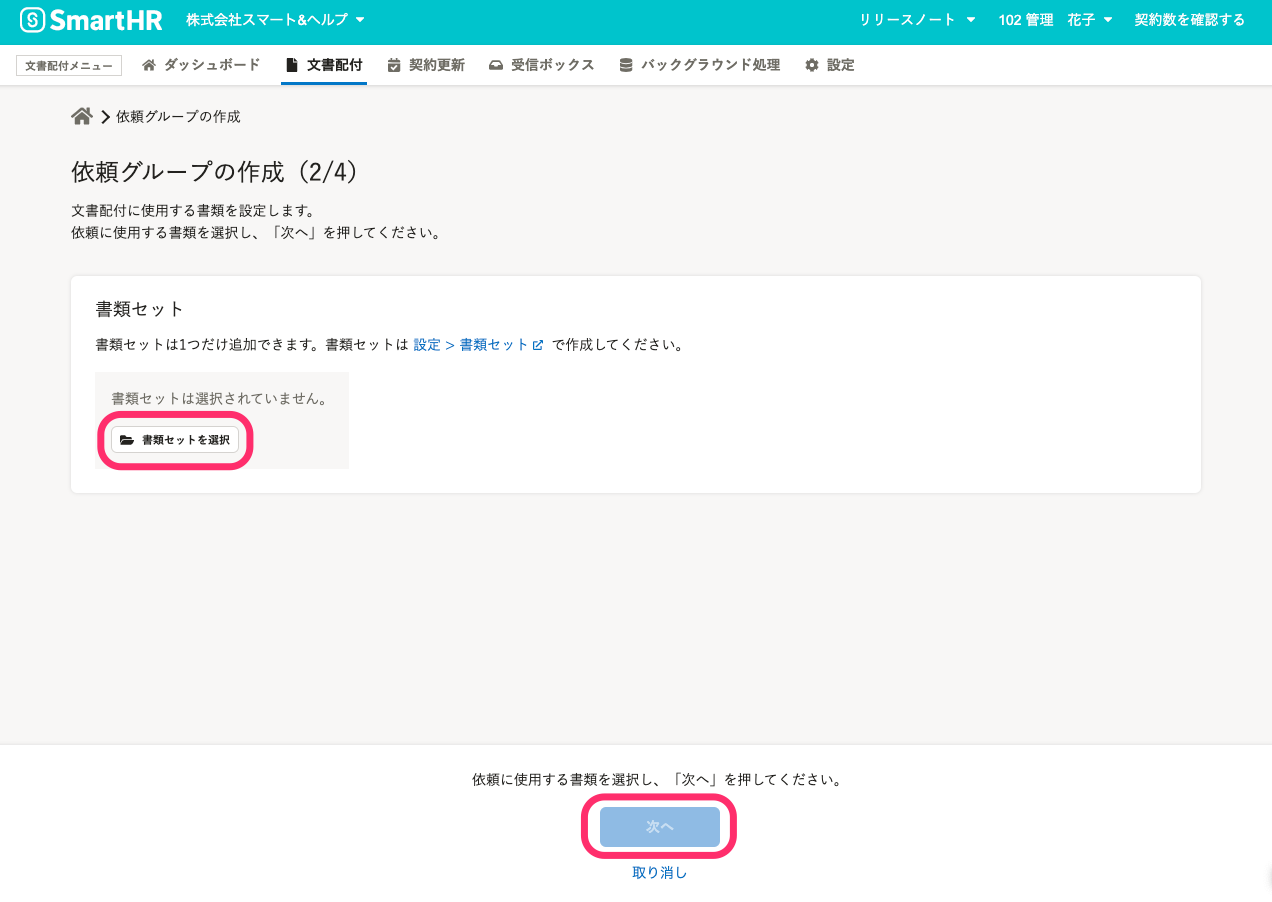 SmartHR 株式会社スマート&ヘルプ リリースノート 102 管理 花子 契約数を確認する
文書配付メニュー ダッシュボード 文書配付 契約更新 受信ボックス バックグラウンド処理 設定
依頼グループの作成
依頼グループの作成（2/4）
文書配付に使用する書類を設定します。
依頼に使用する書類を選択し、「次へ」を押してください。
書類セット
書類セットは1つだけ追加できます。書類セットは 設定 > 書類セット で作成してください。
書類セットは選択されていません。
書類セットを選択
依頼に使用する書類を選択し、「次へ」を押してください。
次へ
取り消し